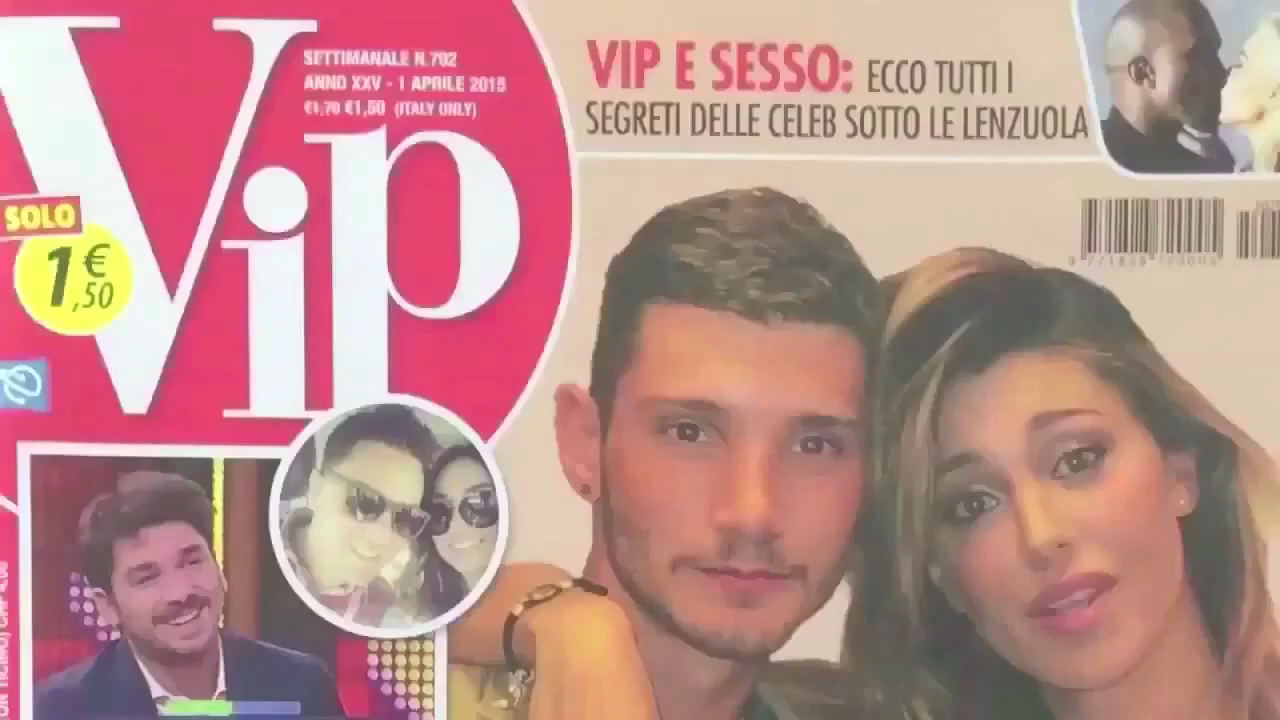 Vip
SETTIMANALE N.702
ANNO XXV - 1 APRILE 2015
€1,70 €1,50 (ITALY ONLY)
SOLO
1€
,50
VIP E SESSO: ECCO TUTTI I
SEGRETI DELLE CELEB SOTTO LE LENZUOLA